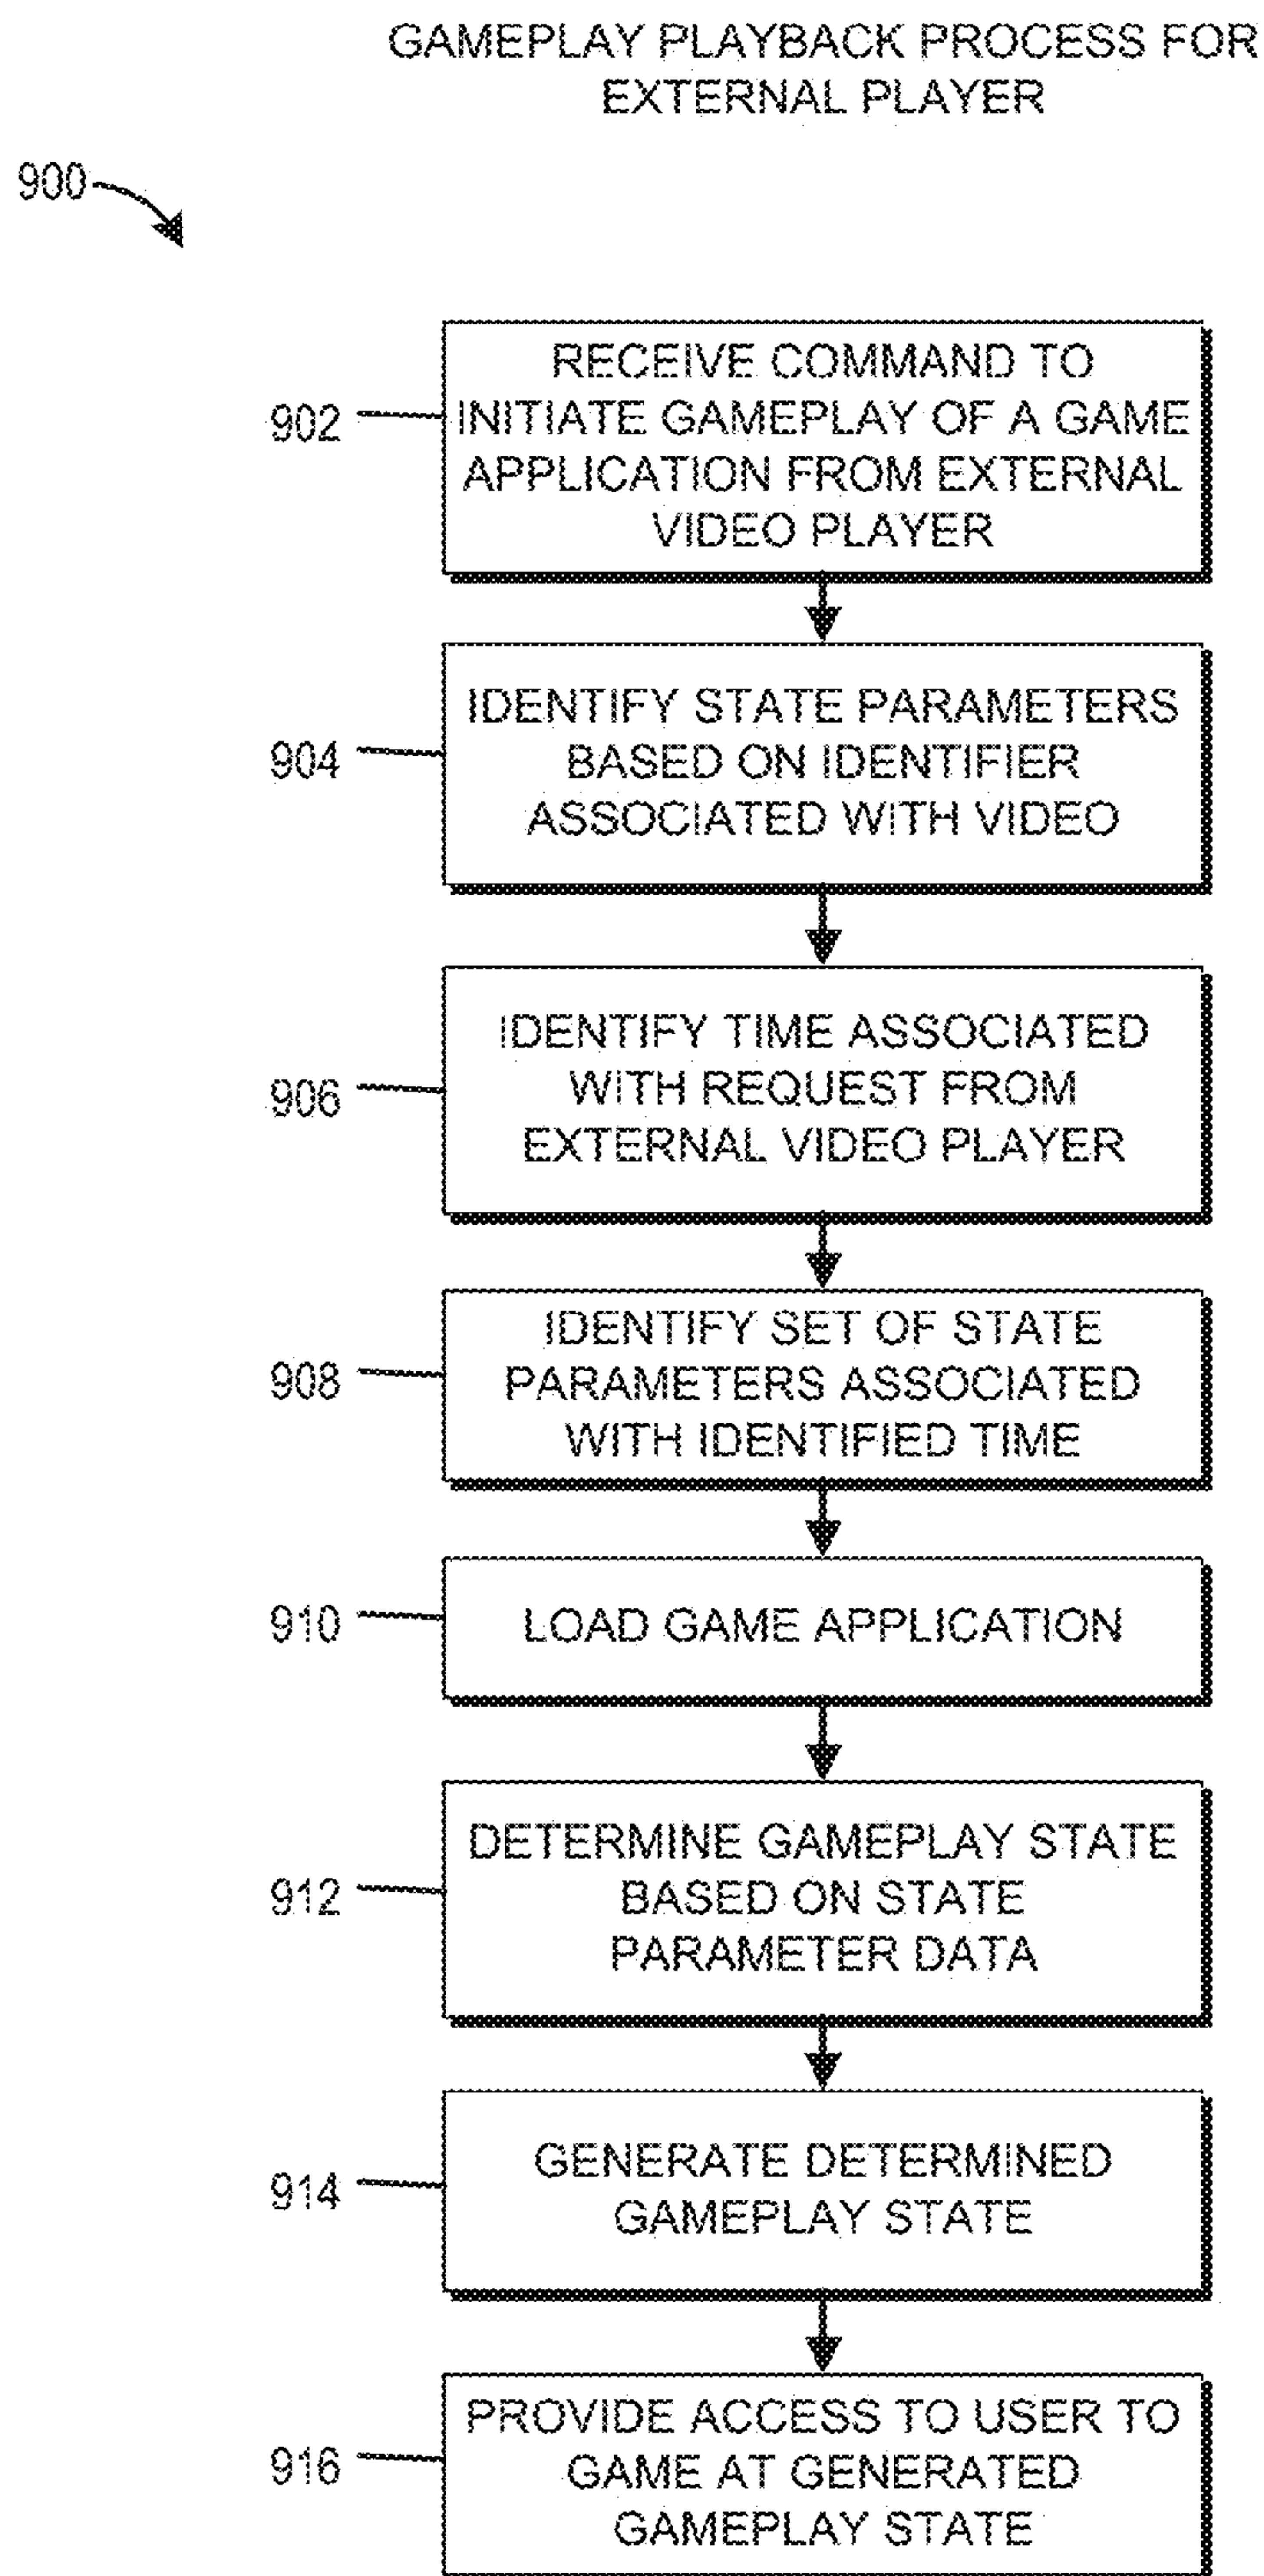 GAMEPLAY PLAYBACK PROCESS FOR
EXTERNAL PLAYER
900
902
RECEIVE COMMAND TO
INITIATE GAMEPLAY OF A GAME
APPLICATION FROM EXTERNAL
VIDEO PLAYER
904
IDENTIFY STATE PARAMETERS
BASED ON IDENTIFIER
ASSOCIATED WITH VIDEO
906
IDENTIFY TIME ASSOCIATED
WITH REQUEST FROM
EXTERNAL VIDEO PLAYER
908
IDENTIFY SET OF STATE
PARAMETERS ASSOCIATED
WITH IDENTIFIED TIME
910
LOAD GAME APPLICATION
912
DETERMINE GAMEPLAY STATE
BASED ON STATE
PARAMETER DATA
914
GENERATE DETERMINED
GAMEPLAY STATE
916
PROVIDE ACCESS TO USER TO
GAME AT GENERATED
GAMEPLAY STATE